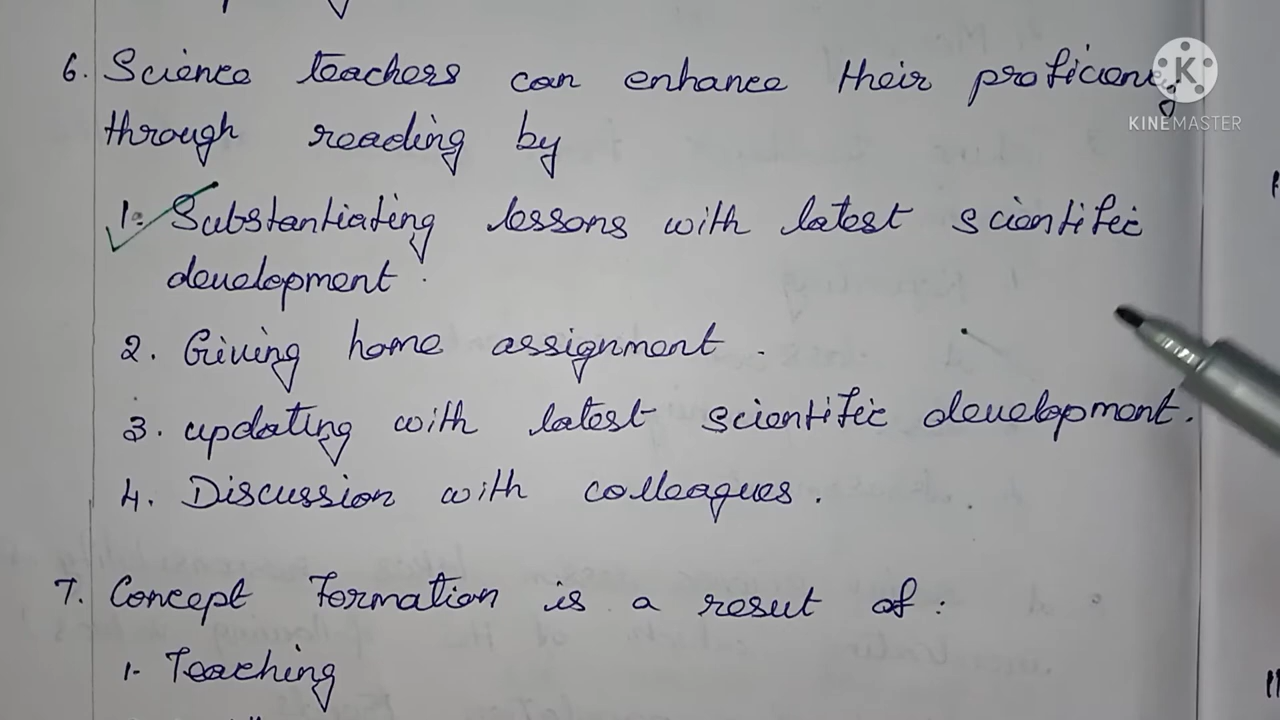 6. Science teachers can enhance their proficiency
through reading by
1. Substantiating lessons with latest scientific
development.
2. Giving home assignment.
3. updating with latest scientific development.
4. Discussion with colleagues.
7. Concept Formation is a resut of:
1. Teaching
K
KINEMASTER